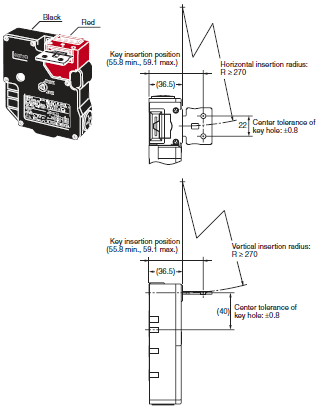 Black
Red
Key insertion position
(55.8 min., 59.1 max.)
Horizontal insertion radius:
R ≥ 270
(36.5)
22
Center tolerance of
key hole: ±0.8
Key insertion position
(55.8 min., 59.1 max.)
Vertical insertion radius:
R ≥ 270
(36.5)
(40)
Center tolerance of
key hole: ±0.8